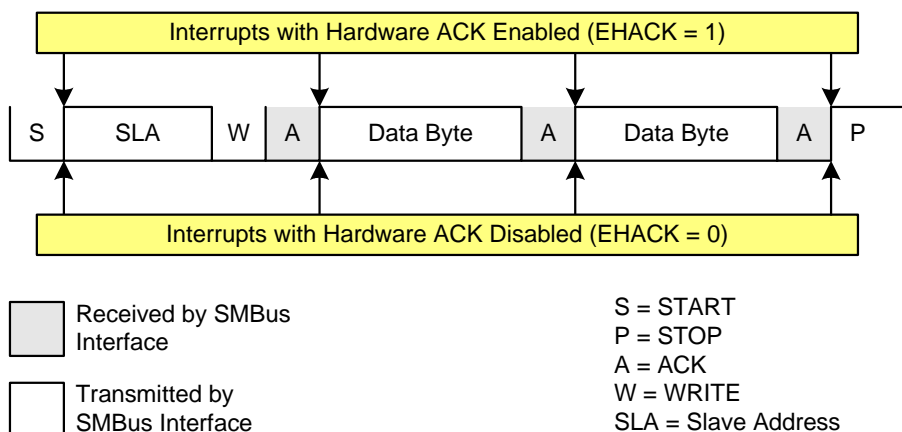 Interrupts with Hardware ACK Enabled (EHACK = 1)
S SLA W A Data Byte A Data Byte A P
Interrupts with Hardware ACK Disabled (EHACK = 0)
Received by SMBus
Interface
Transmitted by
SMBus Interface
S = START
P = STOP
A = ACK
W = WRITE
SLA = Slave Address